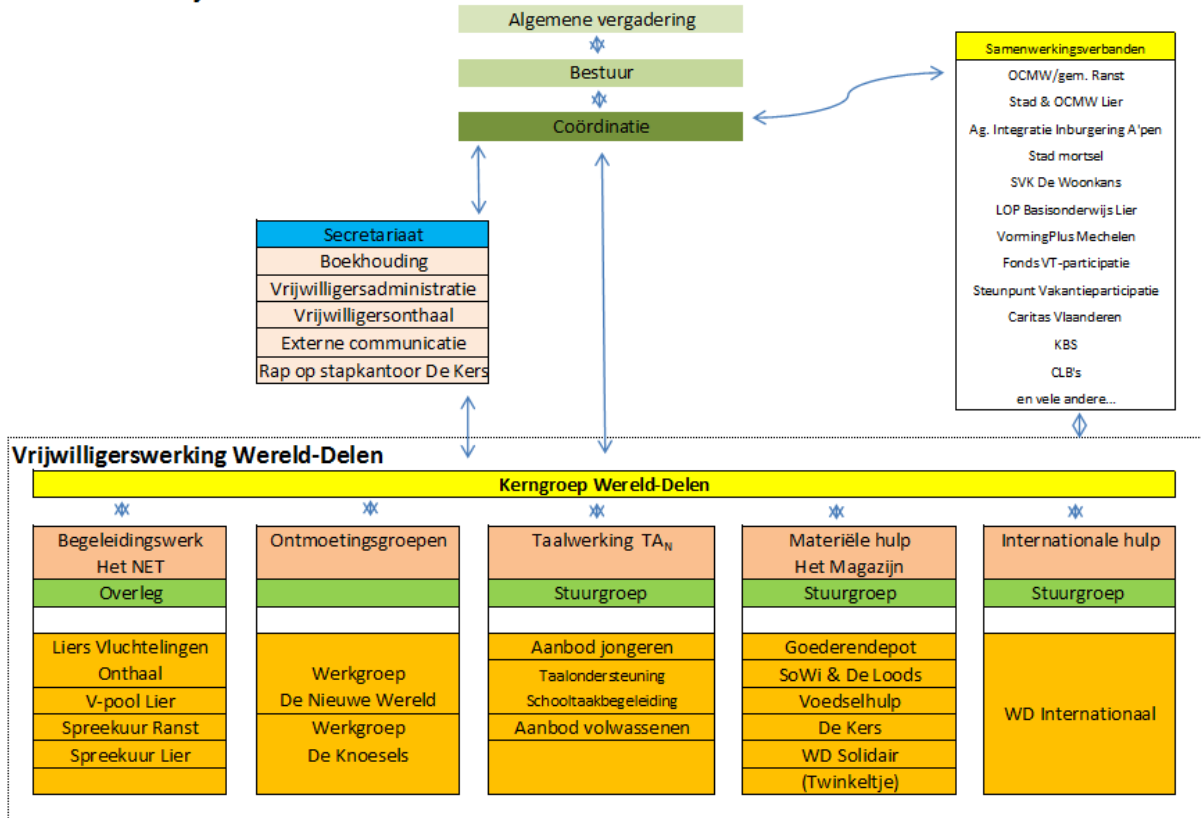 Algemene vergadering
Bestuur
Coördinatie
Samenwerkingsverbanden
OCMW/gem. Ranst
Stad & OCMW Lier
Ag. Integratie Inburgering A'pen
Stad mortsel
SVK De Woonkans
LOP Basisonderwijs Lier
VormingPlus Mechelen
Fonds VT-participatie
Steunpunt Vakantieparticipatie
Caritas Vlaanderen
KBS
CLB's
en vele andere...
Secretariaat
Boekhouding
Vrijwilligersadministratie
Vrijwilligersonthaal
Externe communicatie
Rap op stapkantoor De Kers
Vrijwilligerswerking Wereld-Delen
Kerngroep Wereld-Delen
Begeleidingswerk
Het NET
Overleg
Liers Vluchtelingen
Onthaal
V-pool Lier
Spreekuur Ranst
Spreekuur Lier
Ontmoetingsgroepen
Werkgroep
De Nieuwe Wereld
Werkgroep
De Knoesels
Taalwerking TAN
Stuurgroep
Aanbod jongeren
Taalondersteuning
Schooltaakbegeleiding
Aanbod volwassenen
Materiële hulp
Het Magazijn
Stuurgroep
Goederendepot
SoWi & De Loods
Voedselhulp
De Kers
WD Solidair
(Twinkeltje)
Internationale hulp
Stuurgroep
WD Internationaal